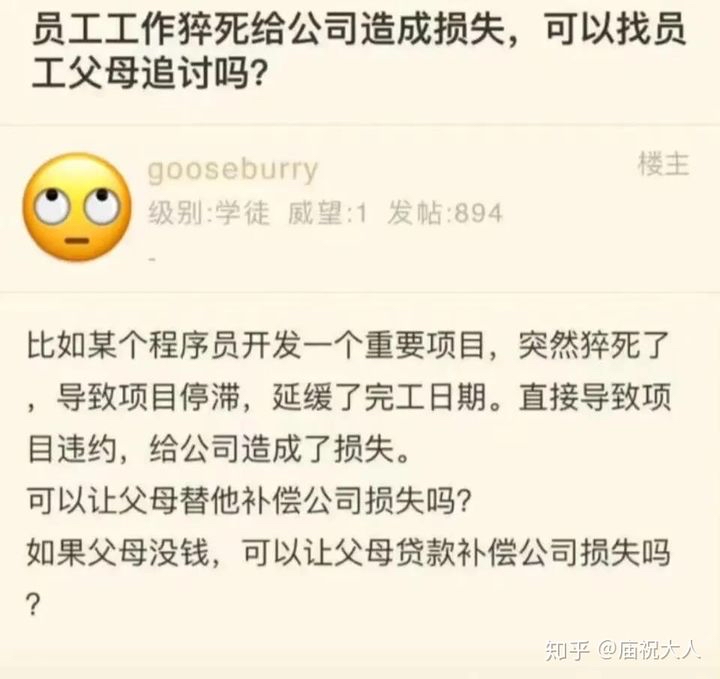 员工工作猝死给公司造成损失，可以找员
工父母追讨吗?
gooseburry
楼主
级别:学徒 威望:1 发帖:894
-
比如某个程序员开发一个重要项目，突然猝死了
，导致项目停滞，延缓了完工日期。直接导致项
目违约，给公司造成了损失。
可以让父母替他补偿公司损失吗?
如果父母没钱，可以让父母贷款补偿公司损失吗
?
知乎 @庙祝大人